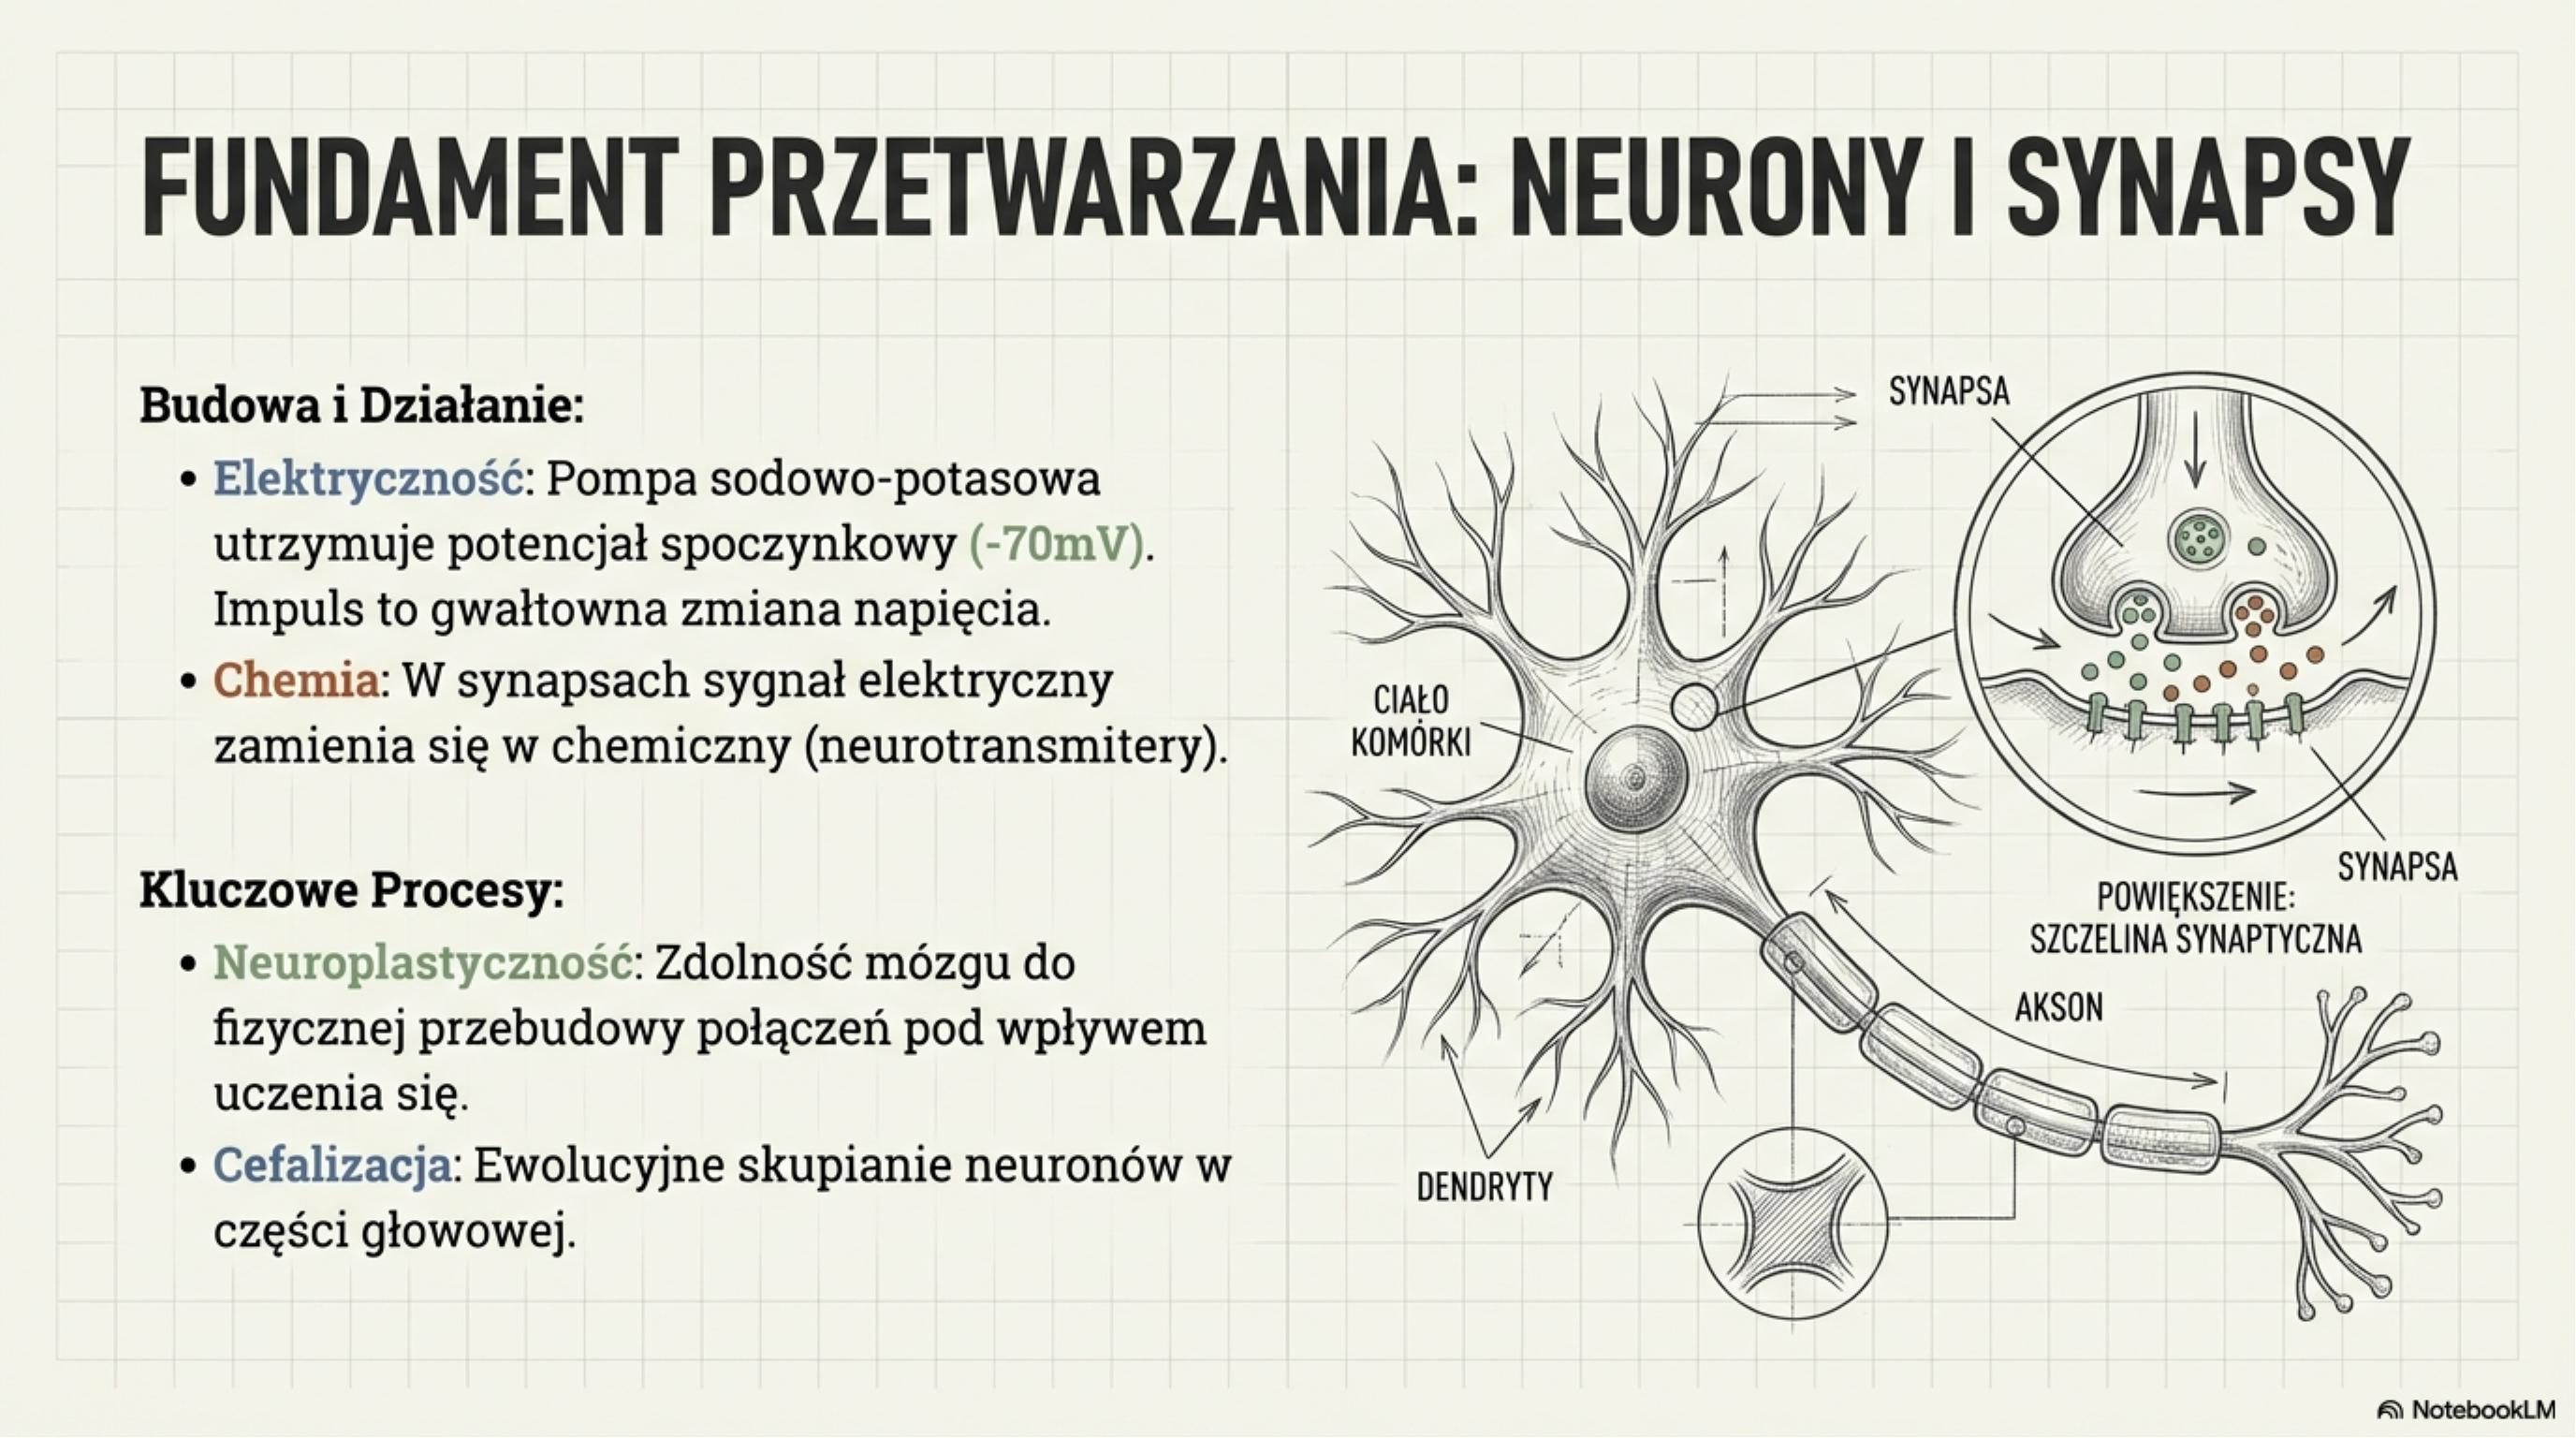 FUNDAMENT PRZETWARZANIA: NEURONY I SYNAPSY
Budowa i Działanie:
• Elektryczność: Pompa sodowo-potasowa
utrzymuje potencjał spoczynkowy (-70mV).
Impuls to gwałtowna zmiana napięcia.
• Chemia: W synapsach sygnał elektryczny
zamienia się w chemiczny (neurotransmitery).
Kluczowe Procesy:
• Neuroplastyczność: Zdolność mózgu do
fizycznej przebudowy połączeń pod wpływem
uczenia się.
• Cefalizacja: Ewolucyjne skupianie neuronów w
części głowowej.
SYNAPSA
CIAŁO
KOMÓRKI
SYNAPSA
POWIĘKSZENIE:
SZCZELINA SYNAPTYCZNA
AKSON
DENDRYTY
NotebookLM